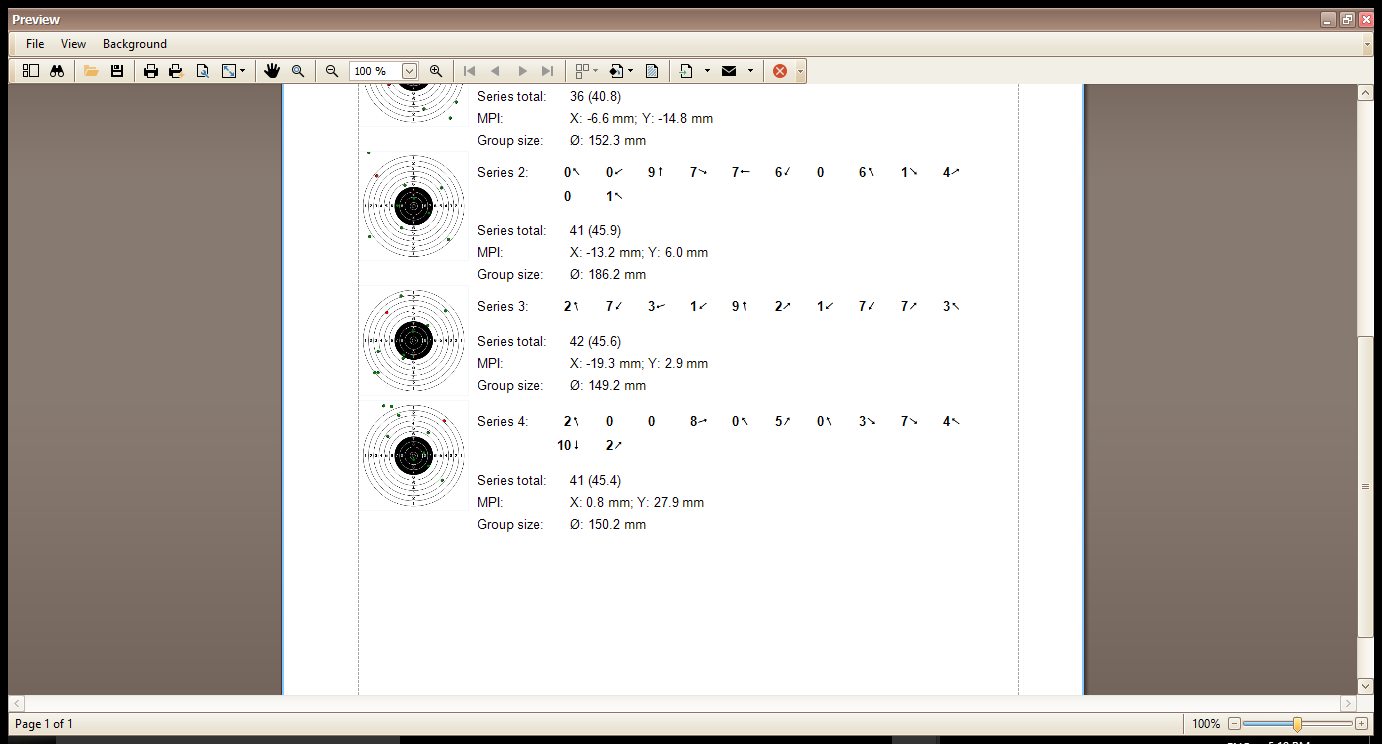 Preview
File View Background
100 %
Series total: 36 (40.8)
MPI: X: -6.6 mm; Y: -14.8 mm
Group size: Ø: 152.3 mm
Series 2: 0↖ 0↙ 9↑ 7↘ 7← 6↙ 0 6↖ 1↘ 4↗
0 1↖
Series total: 41 (45.9)
MPI: X: -13.2 mm; Y: 6.0 mm
Group size: Ø: 186.2 mm
Series 3: 2↖ 7↙ 3← 1↙ 9↑ 2↗ 1↙ 7↙ 7↗ 3↖
Series total: 42 (45.6)
MPI: X: -19.3 mm; Y: 2.9 mm
Group size: Ø: 149.2 mm
Series 4: 2↖ 0 0 8→ 0↖ 5↗ 0↖ 3↘ 7↘ 4↖
10↓ 2↗
Series total: 41 (45.4)
MPI: X: 0.8 mm; Y: 27.9 mm
Group size: Ø: 150.2 mm
Page 1 of 1
100%